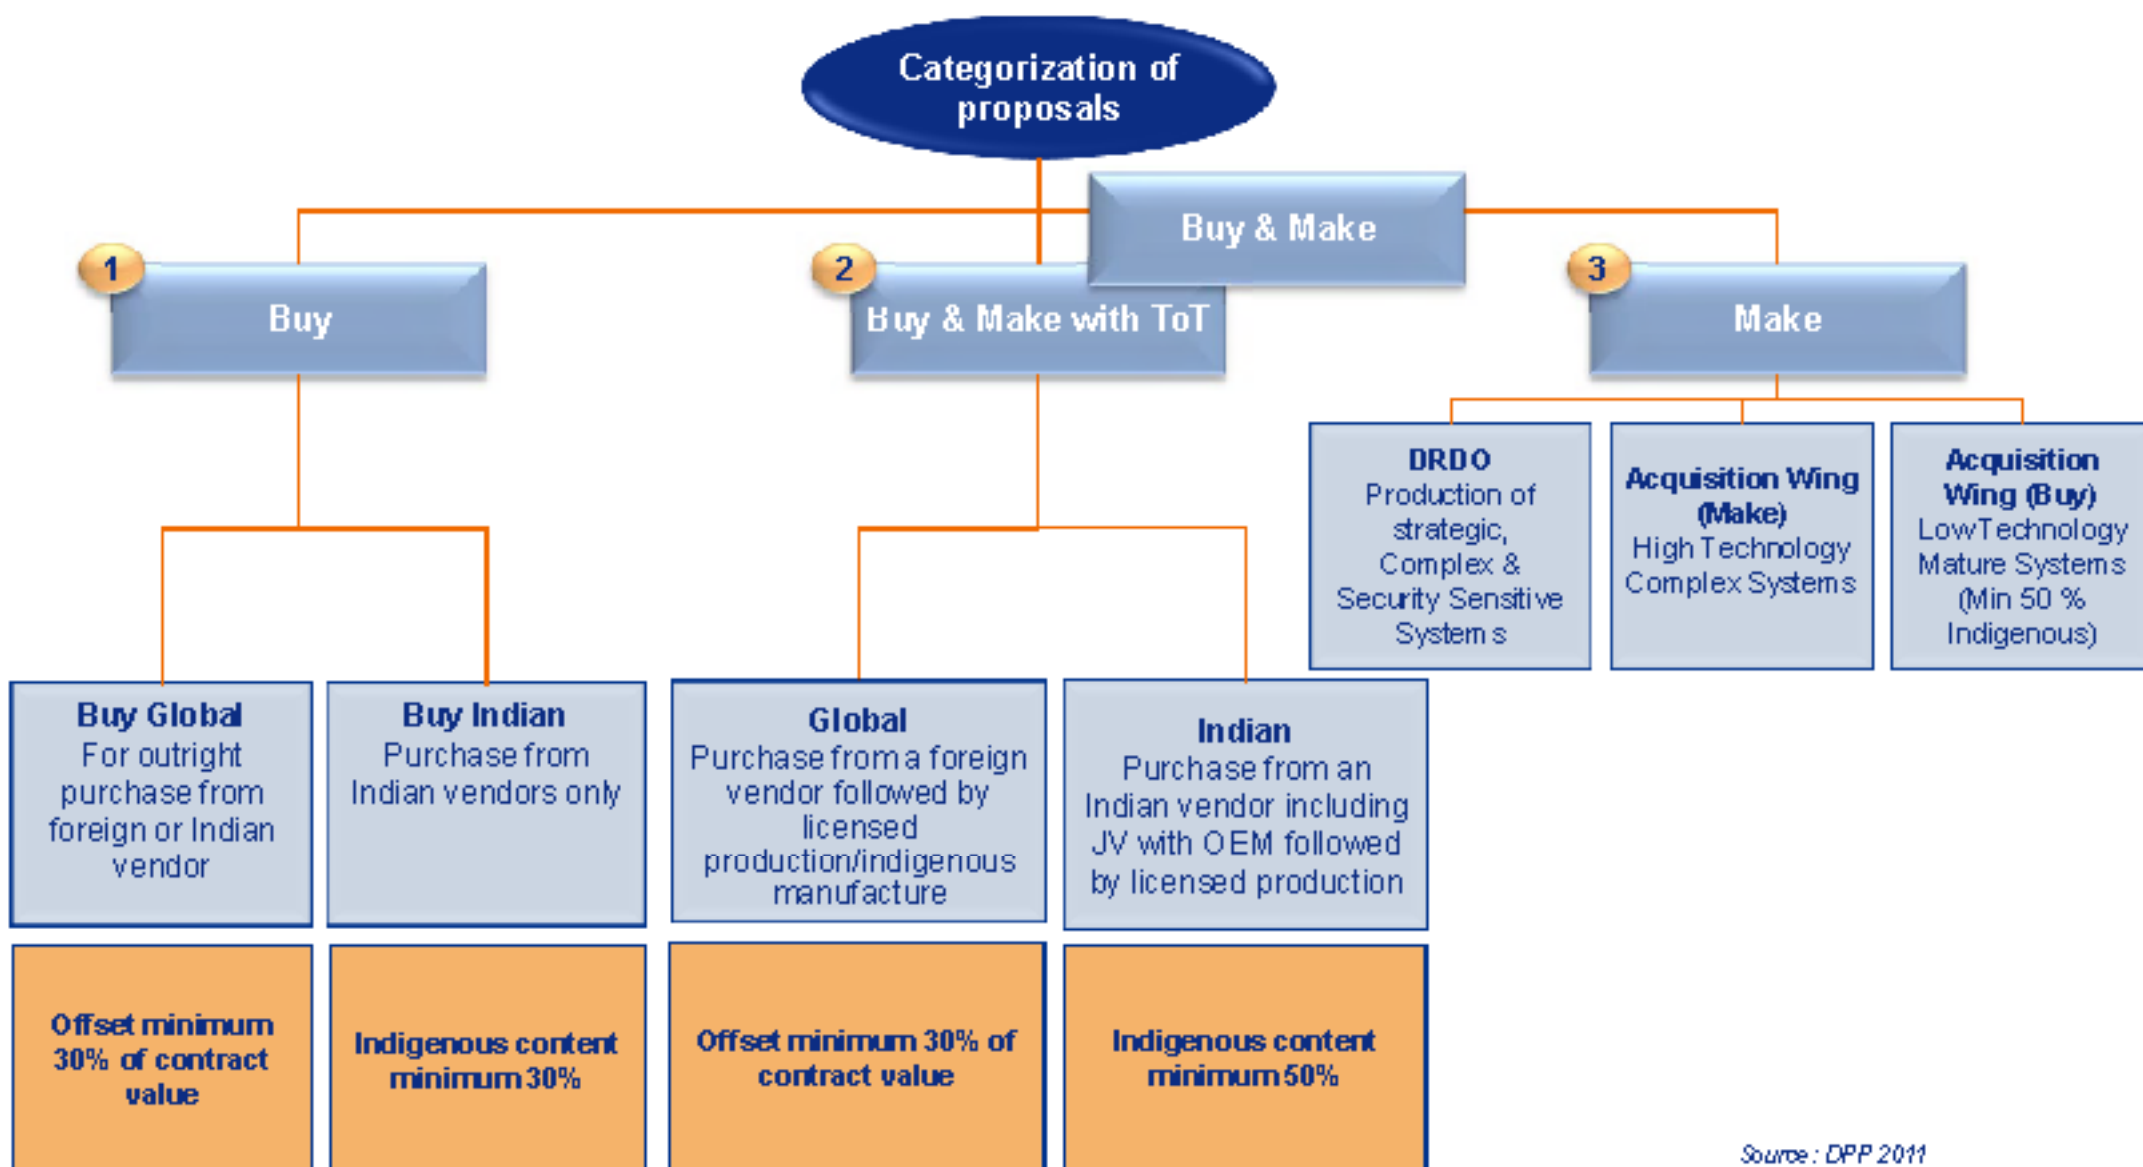 Categorization of
proposals
Buy & Make
1
Buy
2
Buy & Make with ToT
3
Make
DRDO
Production of
strategic,
Complex &
Security Sensitive
Systems
Acquisition Wing
(Make)
High Technology
Complex Systems
Acquisition
Wing (Buy)
Low Technology
Mature Systems
(Min 50 %
Indigenous)
Buy Global
For outright
purchase from
foreign or Indian
vendor
Buy Indian
Purchase from
Indian vendors only
Global
Purchase from a foreign
vendor followed by
licensed
production/indigenous
manufacture
Indian
Purchase from an
Indian vendor including
JV with OEM followed
by licensed production
Offset minimum
30% of contract
value
Indigenous content
minimum 30%
Offset minimum 30% of
contract value
Indigenous content
minimum 50%
Source : DPP 2011